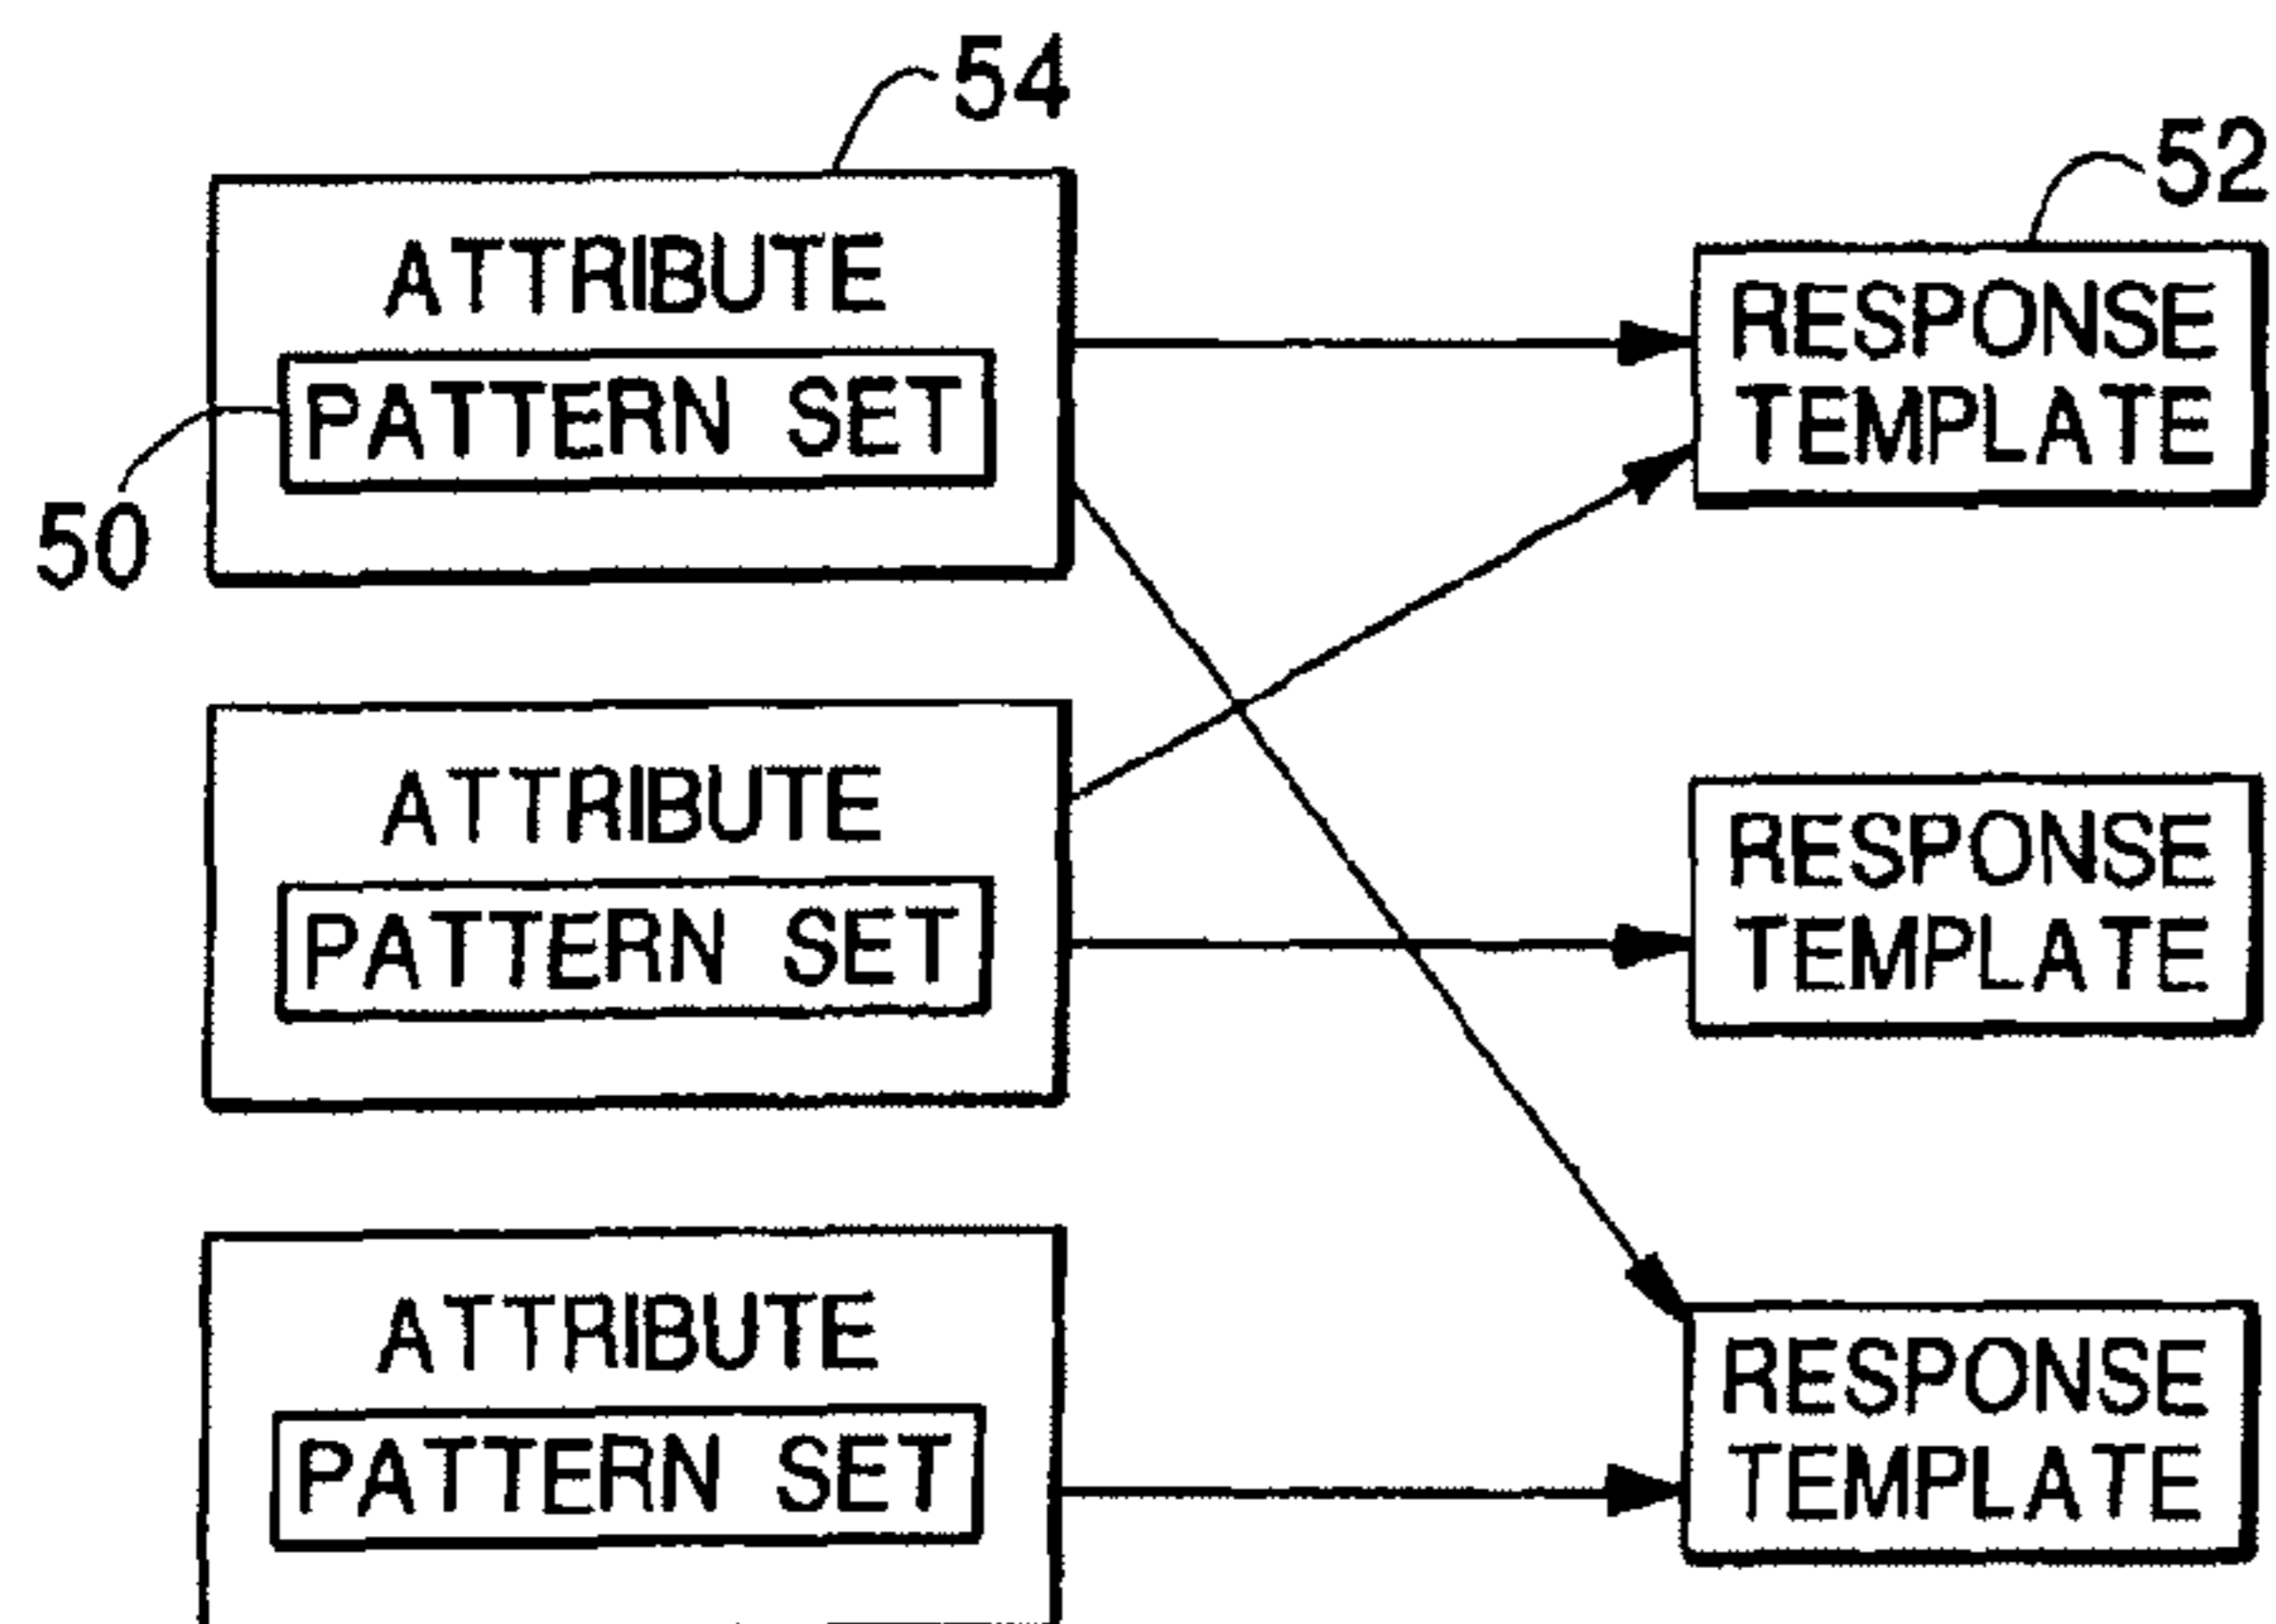 54
52
ATTRIBUTE
PATTERN SET
50
RESPONSE
TEMPLATE
ATTRIBUTE
PATTERN SET
RESPONSE
TEMPLATE
ATTRIBUTE
PATTERN SET
RESPONSE
TEMPLATE